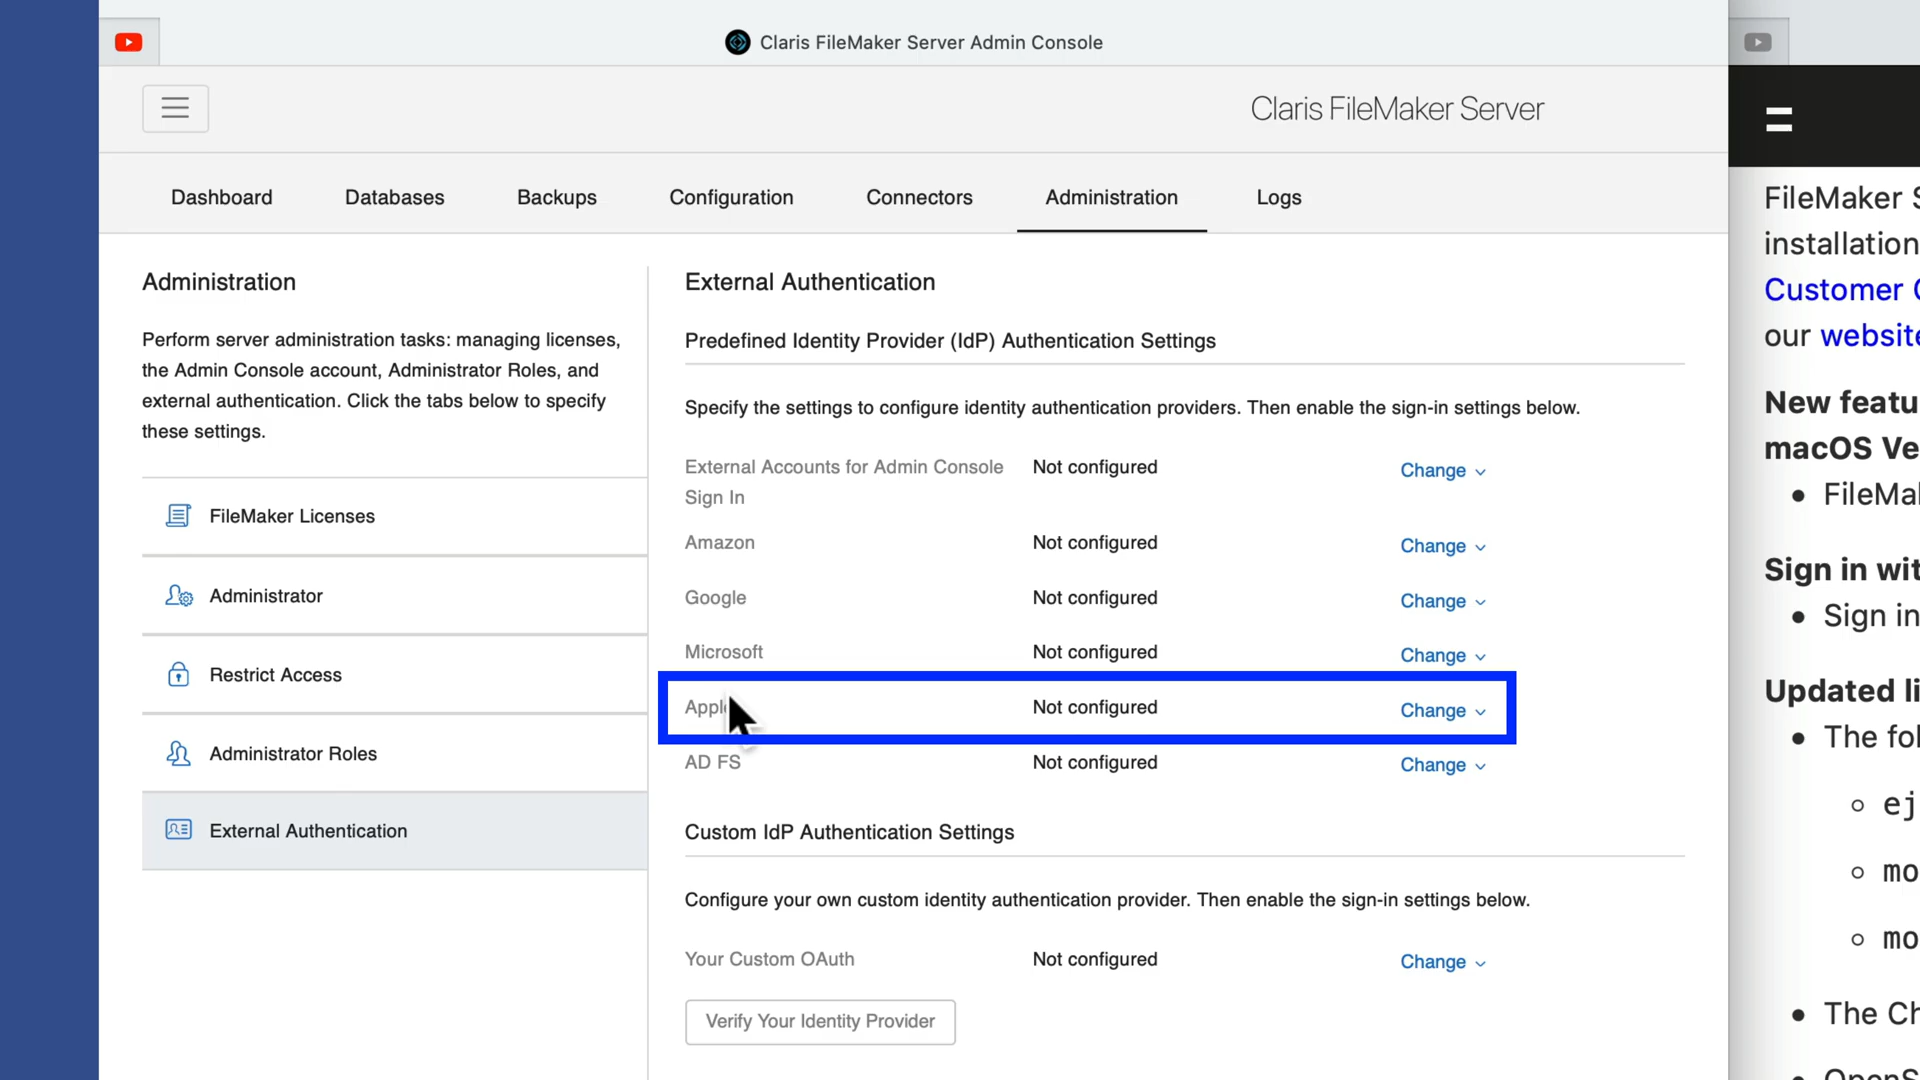 Claris FileMaker Server Admin Console
Claris FileMaker Server
Dashboard
Databases
Backups
Configuration
Connectors
Administration
Logs
Administration
Perform server administration tasks: managing licenses,
the Admin Console account, Administrator Roles, and
external authentication. Click the tabs below to specify
these settings.
FileMaker Licenses
Administrator
Restrict Access
Administrator Roles
External Authentication
External Authentication
Predefined Identity Provider (IdP) Authentication Settings
Specify the settings to configure identity authentication providers. Then enable the sign-in settings below.
External Accounts for Admin Console
Sign In
Not configured
Change
Amazon
Not configured
Change
Google
Not configured
Change
Microsoft
Not configured
Change
Apple
Not configured
Change
AD FS
Not configured
Change
Custom IdP Authentication Settings
Configure your own custom identity authentication provider. Then enable the sign-in settings below.
Your Custom OAuth
Not configured
Change
Verify Your Identity Provider
FileMaker
installation
Customer
our website
New
macOS
Sign in
Sign in
Updated
The
The